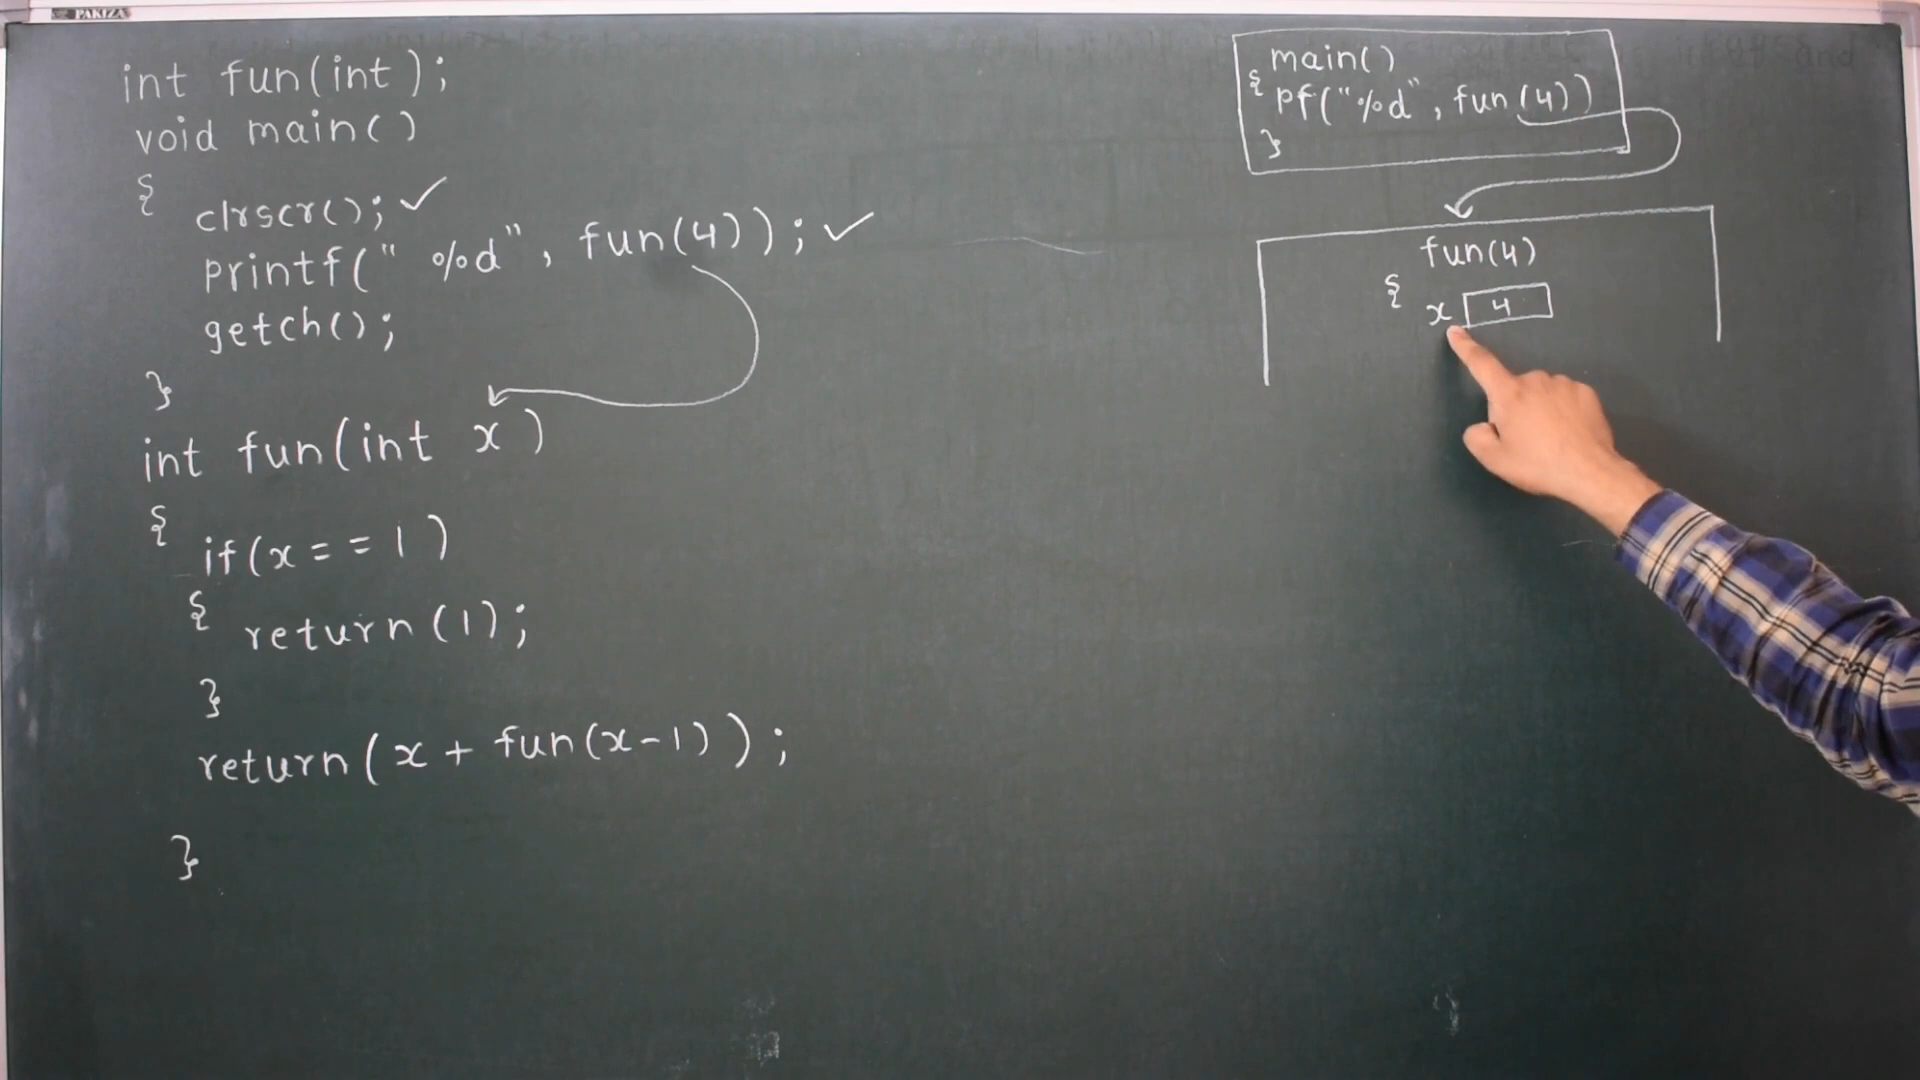 PAKIZA
int fun(int);
void main()
{
clrscr(); ✓
printf(" %d", fun(4)); ✓
getch();
}
int fun(int x)
{
if(x==1)
{
return(1);
}
return(x + fun(x-1));
}
main()
{
pf("%d", fun(4))
}
fun(4)
{
x 4